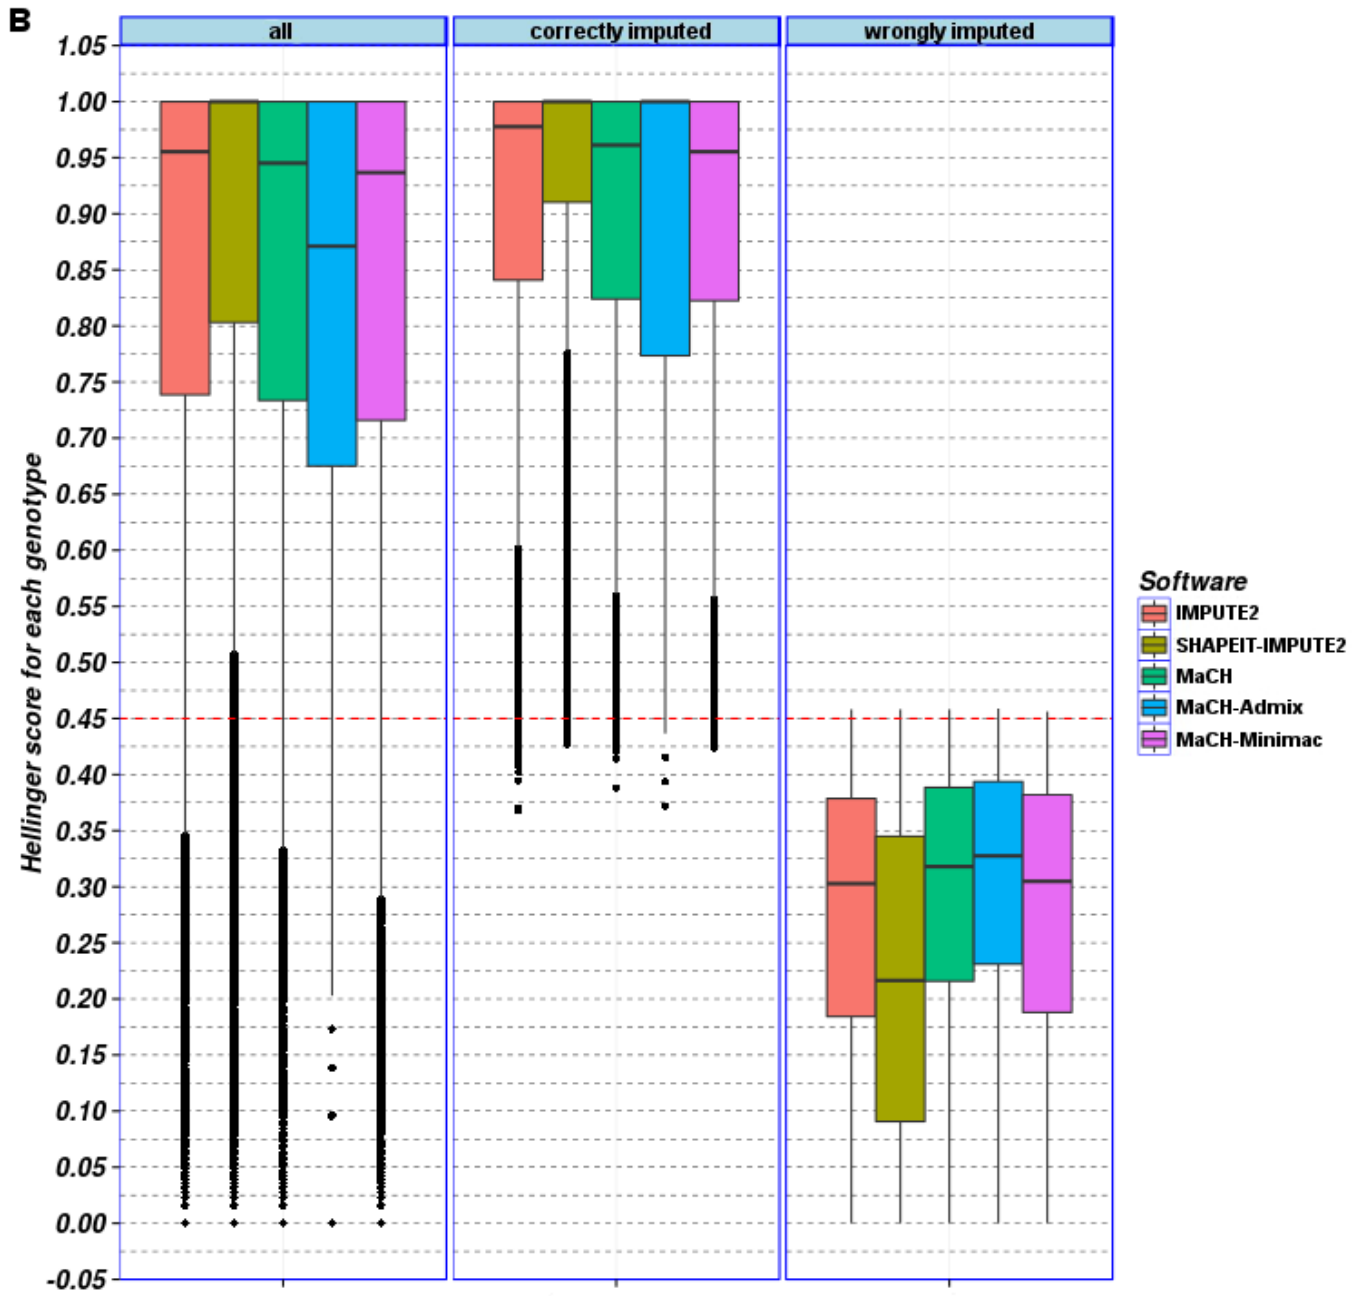 B
all
correctly imputed
wrongly imputed
Hellinger score for each genotype
1.05
1.00
0.95
0.90
0.85
0.80
0.75
0.70
0.65
0.60
0.55
0.50
0.45
0.40
0.35
0.30
0.25
0.20
0.15
0.10
0.05
0.00
-0.05
Software
IMPUTE2
SHAPEIT-IMPUTE2
MaCH
MaCH-Admix
MaCH-Minimac